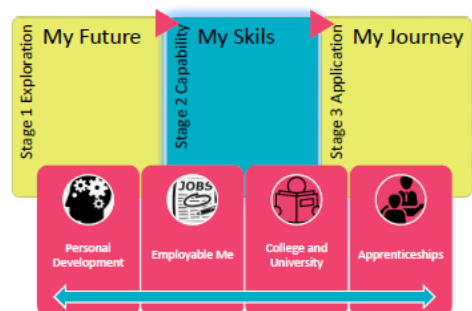 Stage 1 Exploration
My Future
Stage 2 Capability
My Skils
Stage 3 Application
My Journey
JOBS
Personal
Development
Employable Me
College and
University
Apprenticeships